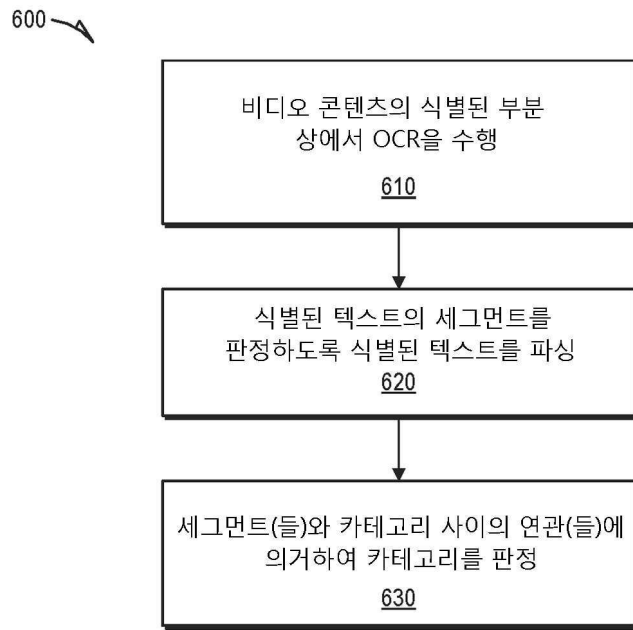 600
비디오 콘텐츠의 식별된 부분
상에서 OCR을 수행
610
식별된 텍스트의 세그먼트를
판정하도록 식별된 텍스트를 파싱
620
세그먼트(들)와 카테고리 사이의 연관(들)에
의거하여 카테고리를 판정
630